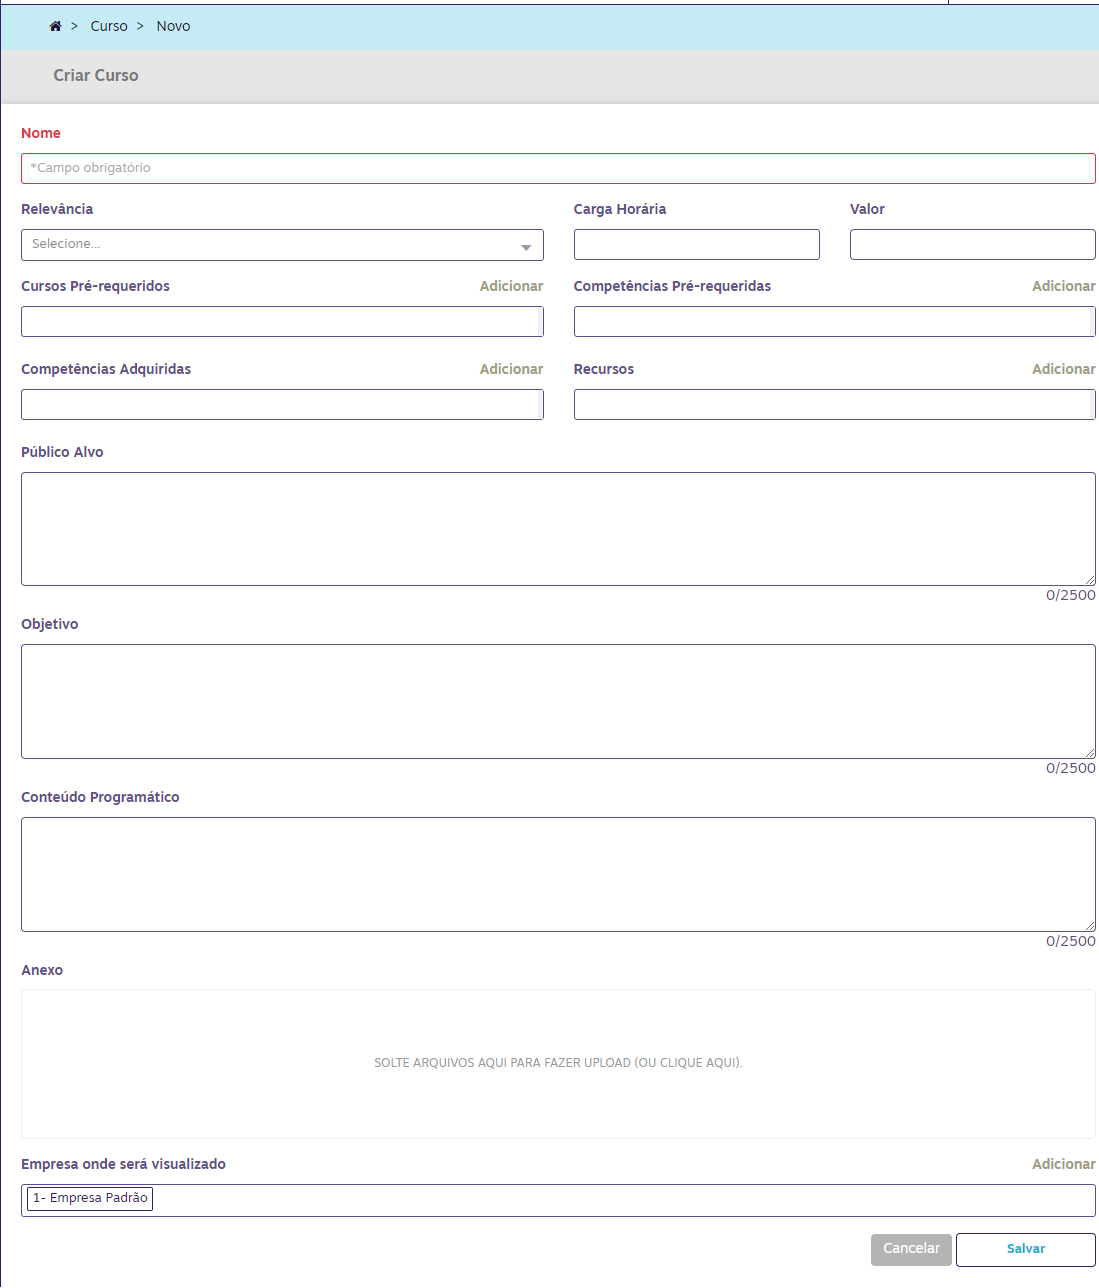 > Curso > Novo
Criar Curso
Nome
*Campo obrigatório
Relevância Carga Horária Valor
Selecione...
Cursos Pré-requeridos Adicionar Competências Pré-requeridas Adicionar
Competências Adquiridas Adicionar Recursos Adicionar
Público Alvo
0/2500
Objetivo
0/2500
Conteúdo Programático
0/2500
Anexo
SOLTE ARQUIVOS AQUI PARA FAZER UPLOAD (OU CLIQUE AQUI).
Empresa onde será visualizado Adicionar
1- Empresa Padrão
Cancelar Salvar